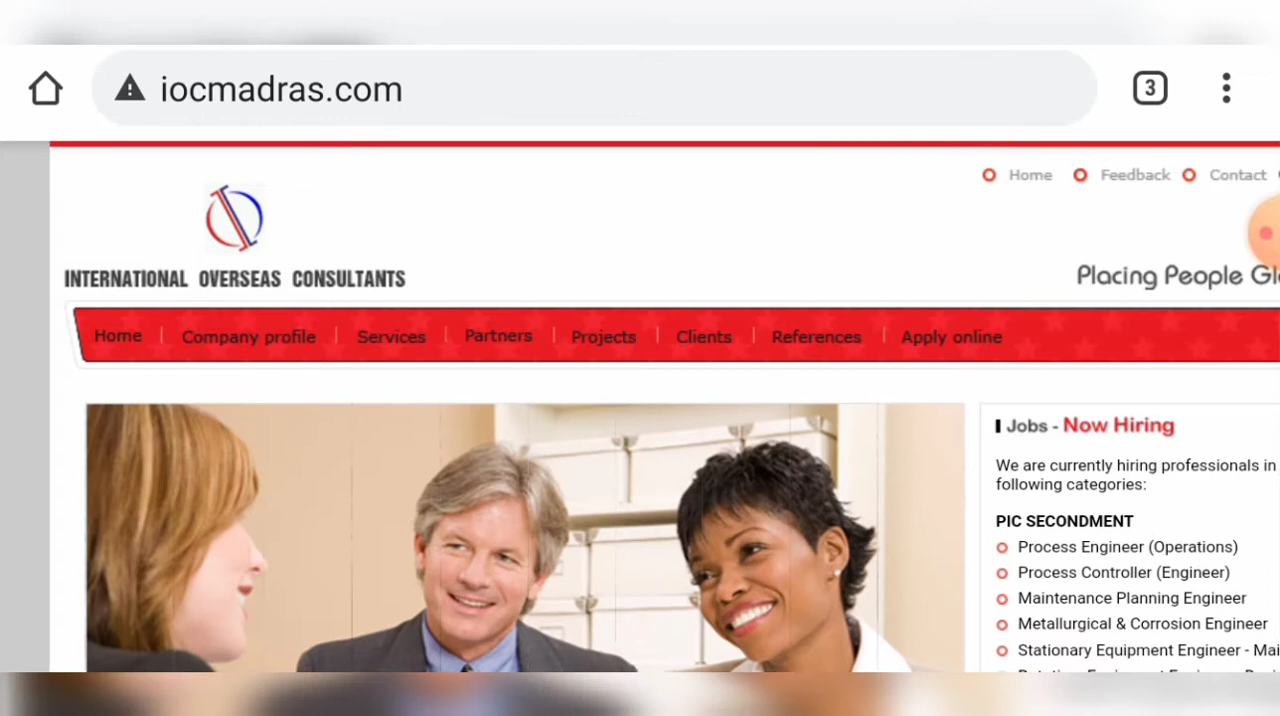 iocmadras.com
3
Home Feedback Contact
INTERNATIONAL OVERSEAS CONSULTANTS
Placing People
Home Company profile Services Partners Projects Clients References Apply online
Jobs - Now Hiring
We are currently hiring professionals in
following categories:
PIC SECONDMENT
Process Engineer (Operations)
Process Controller (Engineer)
Maintenance Planning Engineer
Metallurgical & Corrosion Engineer
Stationary Equipment Engineer -